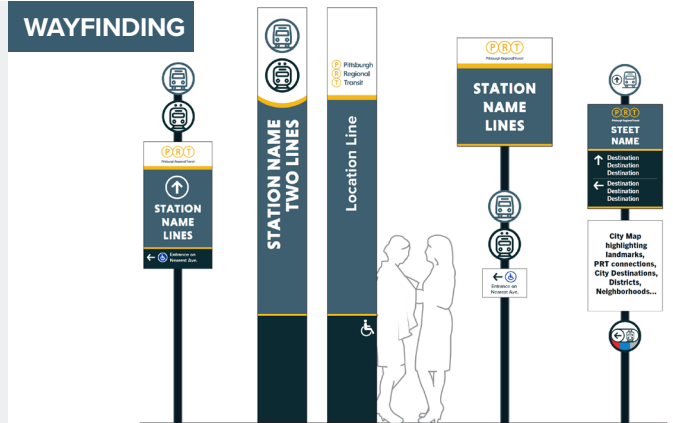 WAYFINDING
PRT
Pittsburgh Regional Transit
STATION
NAME
LINES
Entrance on
Nearest Ave.
STATION NAME
TWO LINES
P Pittsburgh
R Regional
T Transit
Location Line
PRT
Pittsburgh Regional Transit
STATION
NAME
LINES
Entrance on
Nearest Ave.
PRT
Pittsburgh Regional Transit
STEET
NAME
Destination
Destination
Destination
Destination
Destination
Destination
City Map
highlighting
landmarks,
PRT connections,
City Destinations,
Districts,
Neighborhoods...